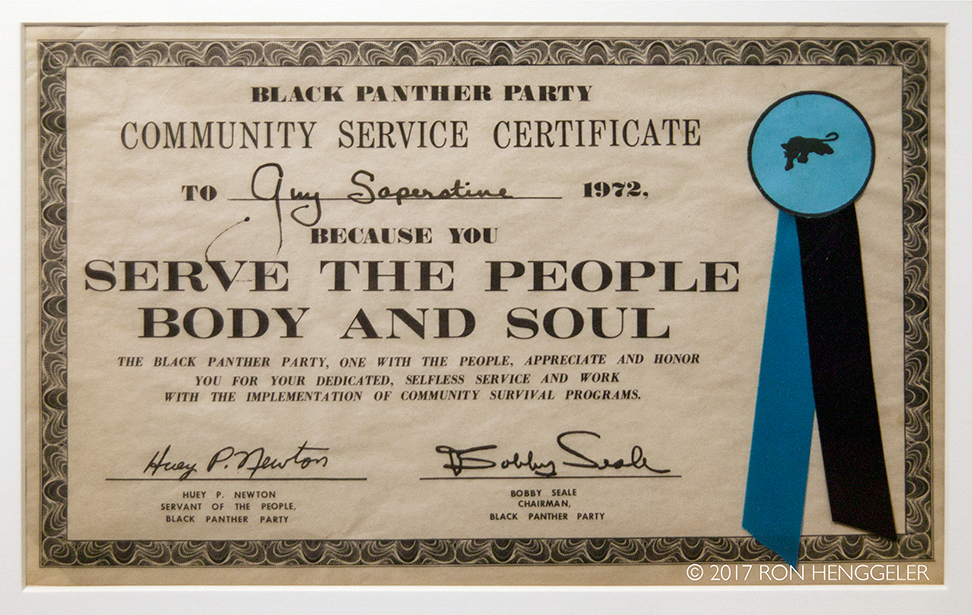 BLACK PANTHER PARTY
COMMUNITY SERVICE CERTIFICATE
TO Guy Saperstine 1972,
BECAUSE YOU
SERVE THE PEOPLE
BODY AND SOUL
THE BLACK PANTHER PARTY, ONE WITH THE PEOPLE, APPRECIATE AND HONOR
YOU FOR YOUR DEDICATED, SELFLESS SERVICE AND WORK
WITH THE IMPLEMENTATION OF COMMUNITY SURVIVAL PROGRAMS.
Huey P. Newton
HUEY P. NEWTON
SERVANT OF THE PEOPLE,
BLACK PANTHER PARTY
Bobby Seale
BOBBY SEALE
CHAIRMAN,
BLACK PANTHER PARTY
© 2017 RON HENGGELER